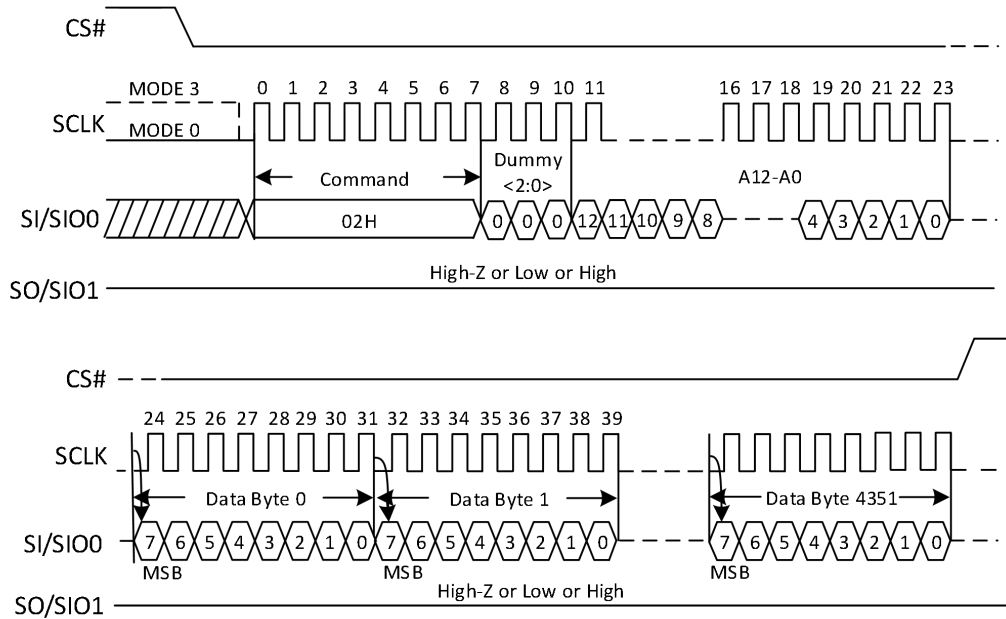 CS#
MODE 3
0 1 2 3 4 5 6 7 8 9 10 11 16 17 18 19 20 21 22 23
SCLK
MODE 0
Command
Dummy
<2:0>
A12-A0
SI/SIO0
02H
0 0 0 12 11 10 9 8 4 3 2 1 0
High-Z or Low or High
SO/SIO1
CS#
24 25 26 27 28 29 30 31 32 33 34 35 36 37 38 39
SCLK
Data Byte 0
Data Byte 1
Data Byte 4351
SI/SIO0
7 6 5 4 3 2 1 0 7 6 5 4 3 2 1 0 7 6 5 4 3 2 1 0
MSB
MSB
MSB
High-Z or Low or High
SO/SIO1